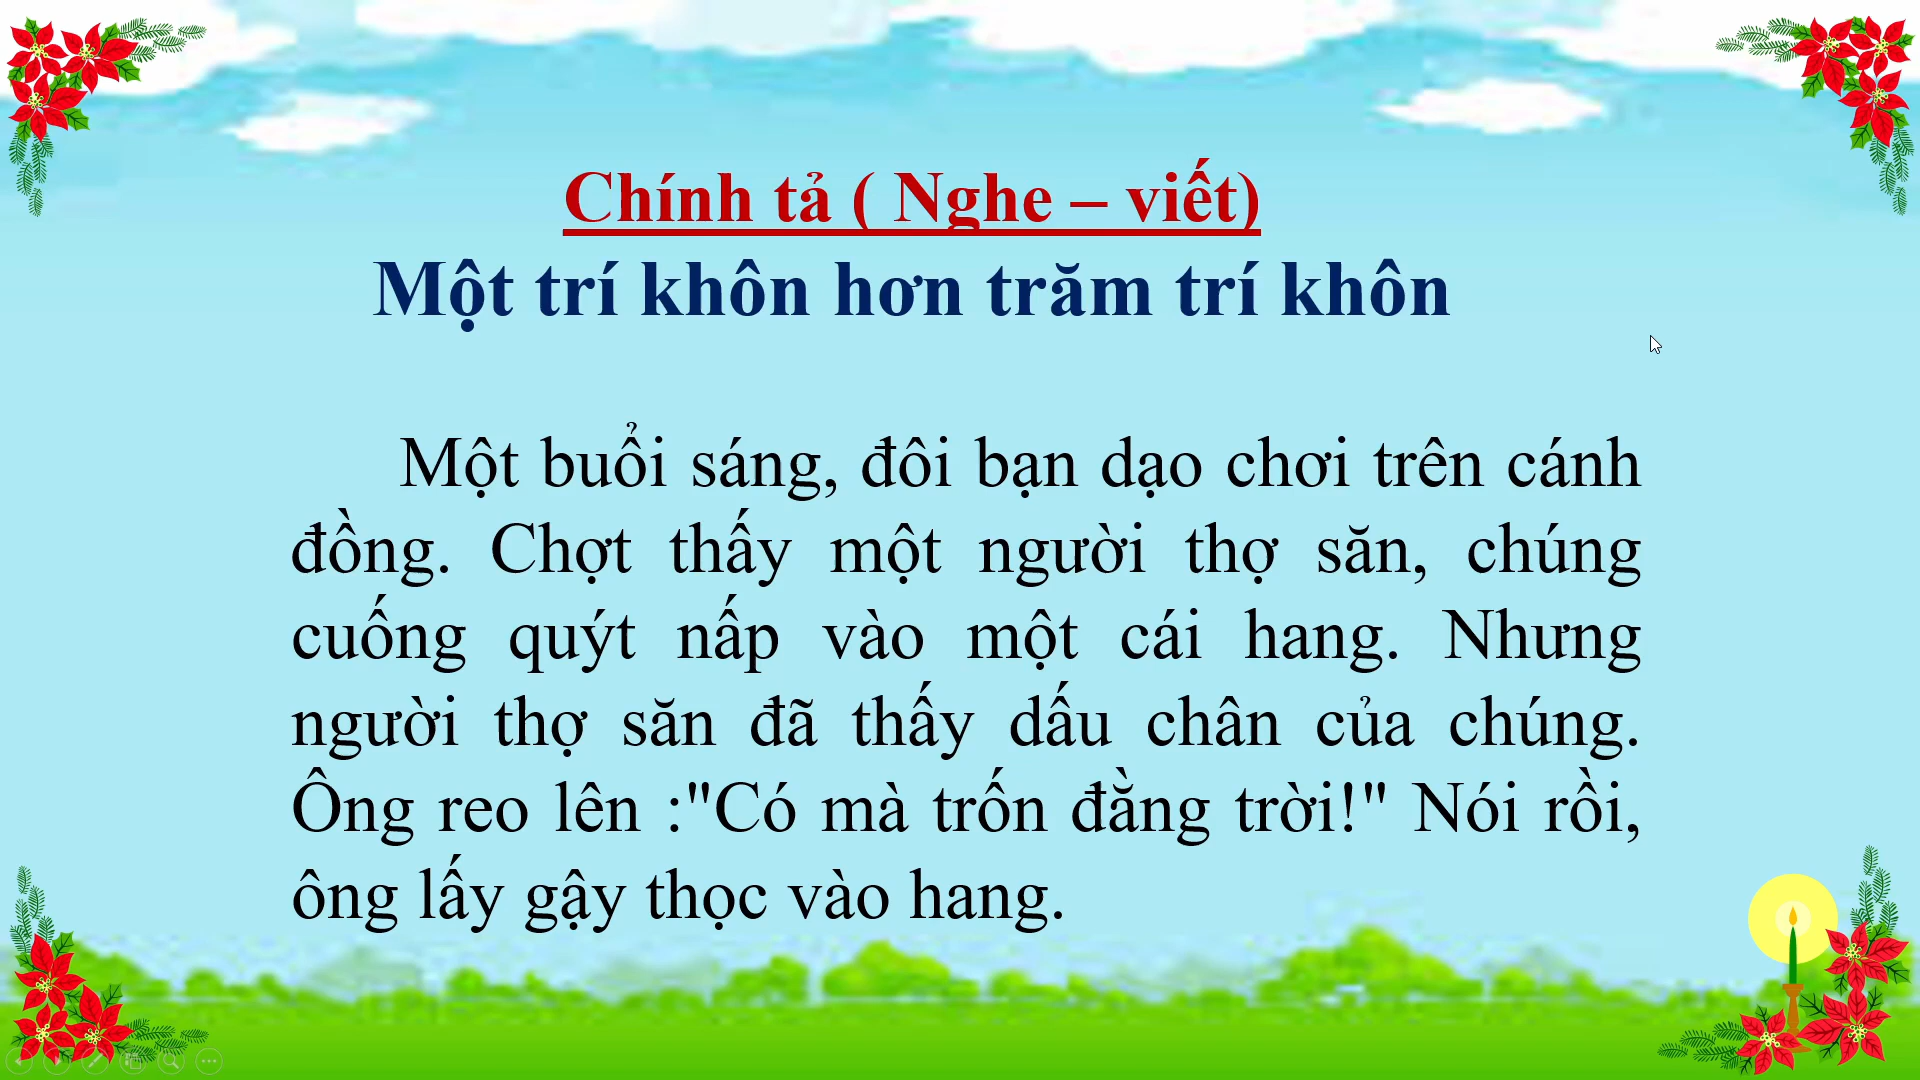 Chính tả ( Nghe – viết)
Một trí khôn hơn trăm trí khôn
Một buổi sáng, đôi bạn dạo chơi trên cánh
đồng. Chợt thấy một người thợ săn, chúng
cuống quýt nấp vào một cái hang. Nhưng
người thợ săn đã thấy dấu chân của chúng.
Ông reo lên :"Có mà trốn đằng trời!" Nói rồi,
ông lấy gậy thọc vào hang.